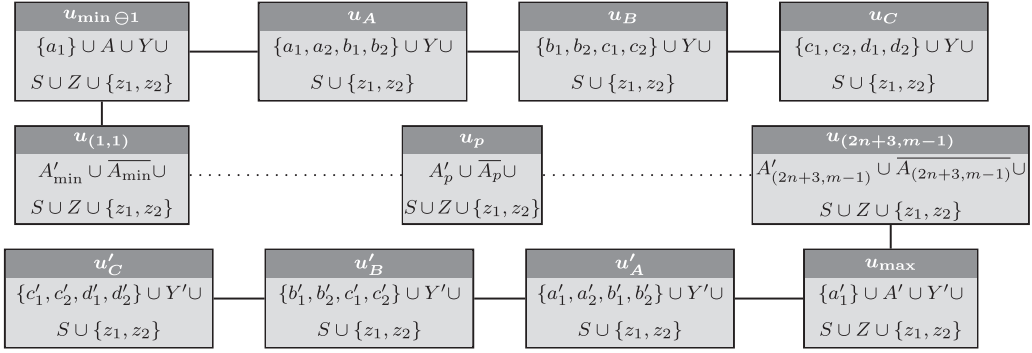 u_{min ⊖1} u_A u_B u_C
{a_1} ∪ A ∪ Y∪ {a_1, a_2, b_1, b_2} ∪ Y∪ {b_1, b_2, c_1, c_2} ∪ Y∪ {c_1, c_2, d_1, d_2} ∪ Y∪
S ∪ Z ∪ {z_1, z_2} S ∪ {z_1, z_2} S ∪ {z_1, z_2} S ∪ {z_1, z_2}
u_{(1,1)} u_p u_{(2n+3,m−1)}
A′_{min} ∪ \overline{A_{min}}∪ A′_p ∪ \overline{A_p}∪ A′_{(2n+3,m−1)} ∪ \overline{A_{(2n+3,m−1)}}∪
S ∪ Z ∪ {z_1, z_2} S ∪ Z ∪ {z_1, z_2} S ∪ Z ∪ {z_1, z_2}
u′_C u′_B u′_A u_{max}
{c′_1, c′_2, d′_1, d′_2} ∪ Y′∪ {b′_1, b′_2, c′_1, c′_2} ∪ Y′∪ {a′_1, a′_2, b′_1, b′_2} ∪ Y′∪ {a′_1} ∪ A′ ∪ Y′∪
S ∪ {z_1, z_2} S ∪ {z_1, z_2} S ∪ {z_1, z_2} S ∪ Z ∪ {z_1, z_2}